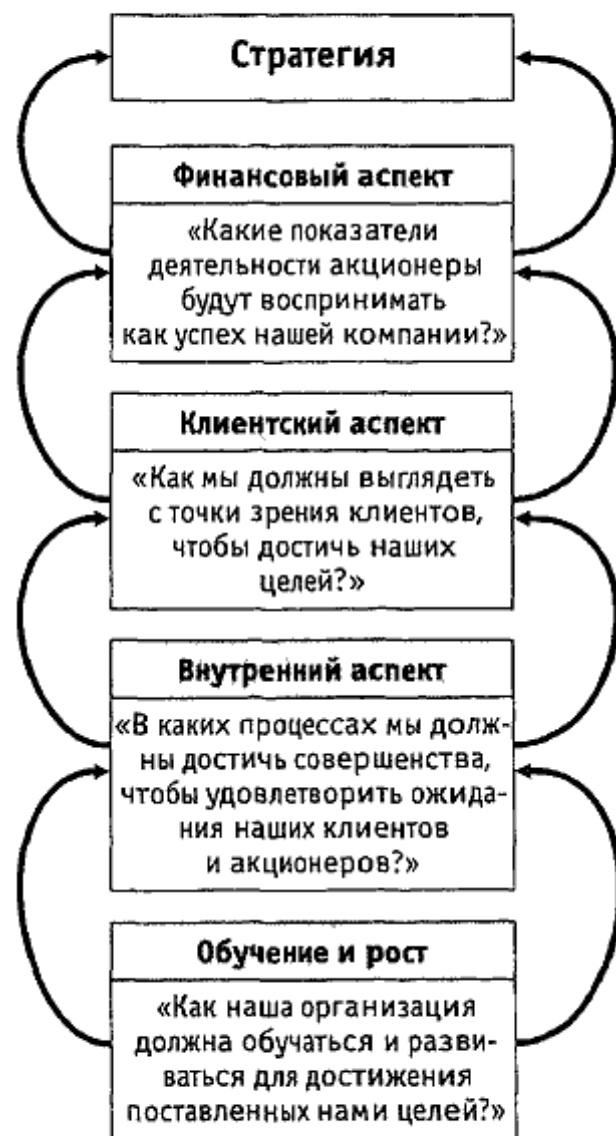 Стратегия
Финансовый аспект
«Какие показатели
деятельности акционеры
будут воспринимать
как успех нашей компании?»
Клиентский аспект
«Как мы должны выглядеть
с точки зрения клиентов,
чтобы достичь наших
целей?»
Внутренний аспект
«В каких процессах мы долж-
ны достичь совершенства,
чтобы удовлетворить ожида-
ния наших клиентов
и акционеров?»
Обучение и рост
«Как наша организация
должна обучаться и разви-
ваться для достижения
поставленных нами целей?»